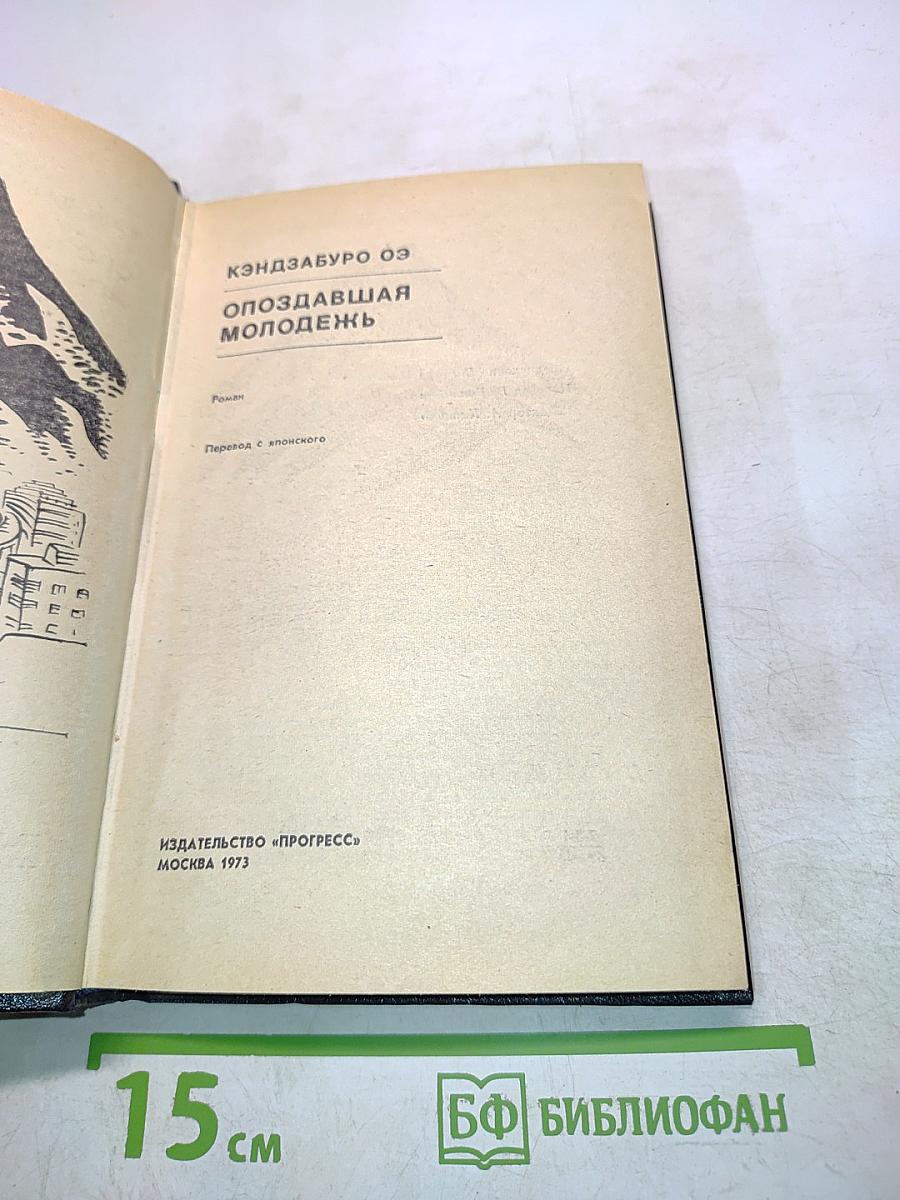 КЭНДЗАБУРО ОЭ
ОПОЗДАВШАЯ
МОЛОДЕЖЬ
Роман
Перевод с японского
ИЗДАТЕЛЬСТВО «ПРОГРЕСС»
МОСКВА 1973
15 см
БФ БИБЛИОФАН